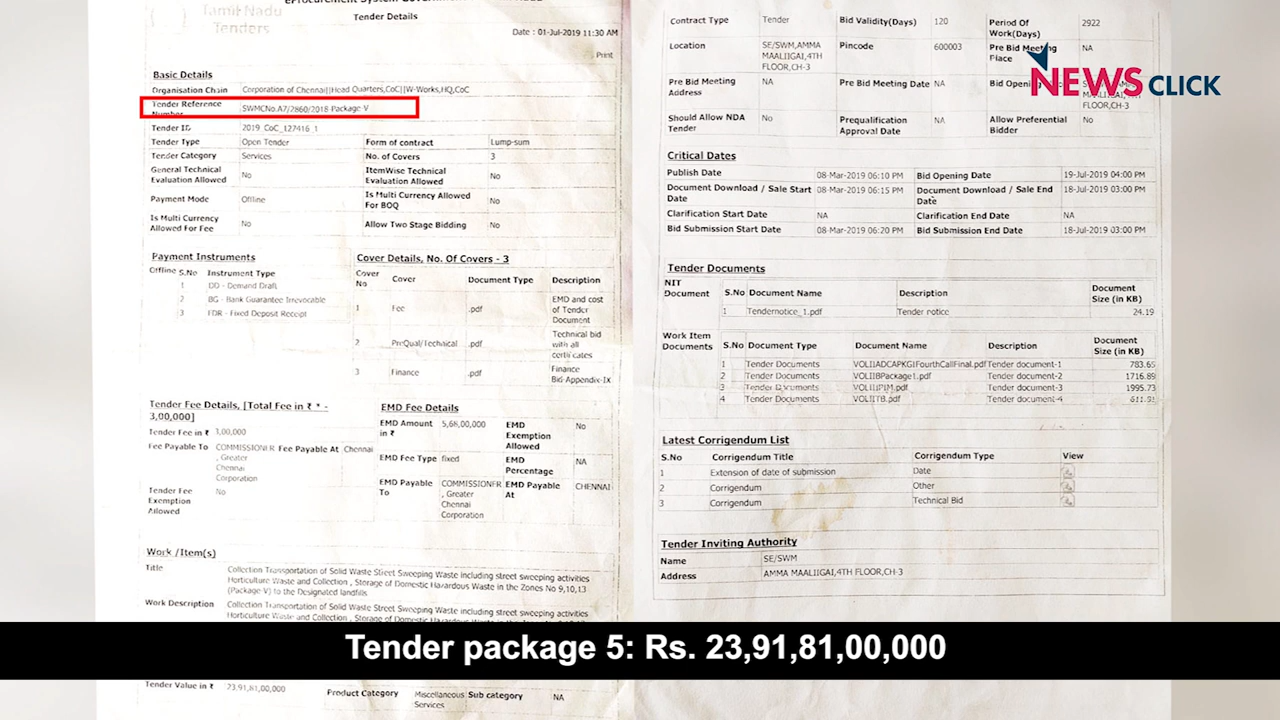 Tamil Nadu
Tenders
Tender Details
Date : 01-Jul-2019 11:30 AM
Print
Basic Details
Organisation Chain Corporation of Chennai||Head Quarters,CoC||W-Works,HQ,CoC
Tender Reference Number SWMCNo.A7/2860/2018-Package-V
Tender ID 2019_CoC_127416_1
Tender Type Open Tender Form of contract Lump-sum
Tender Category Services No. of Covers 3
General Technical Evaluation Allowed No ItemWise Technical Evaluation Allowed No
Payment Mode Offline Is Multi Currency Allowed For BOQ No
Is Multi Currency Allowed For Fee No Allow Two Stage Bidding No
Payment Instruments
Offline S.No Instrument Type
1 DD - Demand Draft
2 BG - Bank Guarantee Irrevocable
3 FDR - Fixed Deposit Receipt
Cover Details, No. Of Covers - 3
Cover No Cover Document Type Description
1 Fee .pdf EMD and cost of Tender Document
2 PreQual/Technical .pdf Technical bid with all certificates
3 Finance .pdf Finance Bid-Appendix-Ix
Tender Fee Details, [Total Fee in ₹ * - 3,00,000]
Tender Fee in ₹ 3,00,000
Fee Payable To COMMISSIONER , Greater Chennai Corporation Fee Payable At Chennai
Tender Fee Exemption Allowed No
EMD Fee Details
EMD Amount in ₹ 5,68,00,000 EMD Exemption Allowed No
EMD Fee Type fixed EMD Percentage NA
EMD Payable To COMMISSIONER , Greater Chennai Corporation EMD Payable At CHENNAI
Work /Item(s)
Title Collection Transportation of Solid Waste Street Sweeping Waste including street sweeping activities
Horticulture Waste and Collection , Storage of Domestic Hazardous Waste in the Zones No 9,10,13
(Package V) to the Designated landfills
Work Description Collection Transportation of Solid Waste Street Sweeping Waste including street sweeping activities
Horticulture Waste and Collection , Storage of Domestic Hazardous Waste in the Zones No 9,10,13
Tender Value in ₹ 23,91,81,00,000 Product Category Miscellaneous Services Sub category NA
Contract Type Tender Bid Validity(Days) 120 Period Of Work(Days) 2922
Location SE/SWM,AMMA MAALIIGAI,4TH FLOOR,CH-3 Pincode 600003 Pre Bid Meeting Place NA
Pre Bid Meeting Address NA Pre Bid Meeting Date NA Bid MAALIIGAI,4TH FLOOR,CH-3
Should Allow NDA Tender No Prequalification Approval Date NA Allow Preferential Bidder No
Critical Dates
Publish Date 08-Mar-2019 06:10 PM Bid Opening Date 19-Jul-2019 04:00 PM
Document Download / Sale Start Date 08-Mar-2019 06:15 PM Document Download / Sale End Date 18-Jul-2019 03:00 PM
Clarification Start Date NA Clarification End Date NA
Bid Submission Start Date 08-Mar-2019 06:20 PM Bid Submission End Date 18-Jul-2019 03:00 PM
Tender Documents
NIT Document S.No Document Name Description Document Size (in KB)
1 Tendernotice_1.pdf Tender notice 24.19
Work Item Documents S.No Document Type Document Name Description Document Size (in KB)
1 Tender Documents VOLIIADCAPKG1FourthCallFinal.pdf Tender document-1 783.65
2 Tender Documents VOLIIBPackage1.pdf Tender document-2 1716.89
3 Tender Documents Tender document-3 1995.73
4 Tender Documents VOLIITB.pdf Tender document-4
Latest Corrigendum List
S.No Corrigendum Title Corrigendum Type View
1 Extension of date of submission Date
2 Corrigendum Other
3 Corrigendum Technical Bid
Tender Inviting Authority
Name SE/SWM
Address AMMA MAALIIGAI,4TH FLOOR,CH-3
NEWSCLICK
Tender package 5: Rs. 23,91,81,00,000